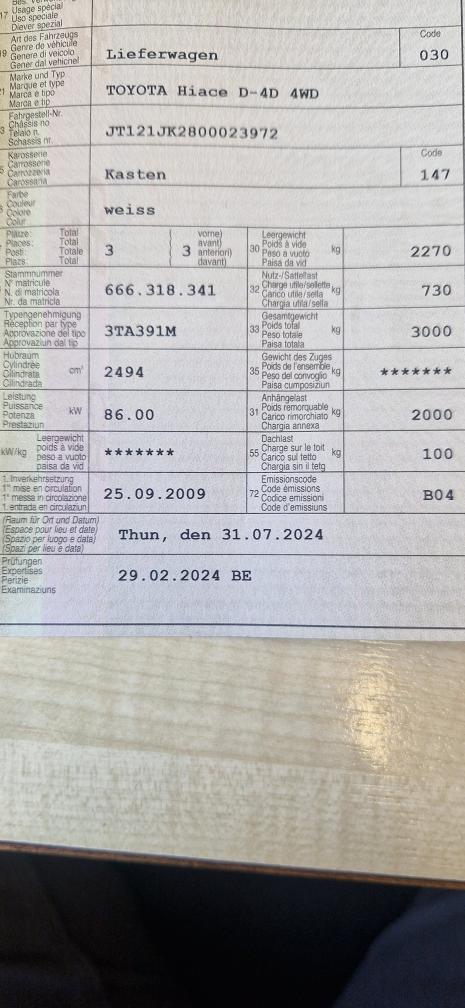 Bes.
17 Usage spécial
Uso speciale
Diever spezial
19 Art des Fahrzeugs
Genre de véhicule
Genere di veicolo
Gener dal vehichel
Lieferwagen
Code
030
Marke und Typ
Marque et type
Marca e tipo
Marca e tip
TOYOTA Hiace D-4D 4WD
Fahrgestell-Nr.
Châssis no
Telaio n.
Schassis nr.
JT121JK2800023972
Karosserie
Carrosserie
Carrozzeria
Carossaria
Kasten
Code
147
Farbe
Couleur
Colore
Colur
weiss
Plätze: Total
Places: Total
Posti: Totale
Plazs: Total
3
3
vorne)
avant)
anteriori)
davant)
30 Leergewicht
Poids à vide
Peso a vuoto
Paisa da vid
kg
2270
Stammnummer
N° matricule
N. di matricola
Nr. da matricla
666.318.341
32 Nutz-/Sattellast
Charge utile/sellette
Carico utile/sella
Chargia utila/sella
kg
730
Typengenehmigung
Réception par type
Approvazione del tipo
Approvaziun dal tip
3TA391M
33 Gesamtgewicht
Poids total
Peso totale
Paisa totala
kg
3000
Hubraum
Cylindrée
Cilindrata
Cilindrada
cm³
2494
35 Gewicht des Zuges
Poids de l'ensemble
Peso del convoglio
Paisa cumposiziun
kg
*******
Leistung
Puissance
Potenza
Prestaziun
kW
86.00
31 Anhängelast
Poids remorquable
Carico rimorchiato
Chargia annexa
kg
2000
kW/kg
Leergewicht
poids à vide
peso a vuoto
paisa da vid
*******
55 Dachlast
Charge sur le toit
Carico sul tetto
Chargia sin il tetg
kg
100
1. Inverkehrsetzung
1re mise en circulation
1a messa in circolazione
1. entrada en circulaziun
25.09.2009
72 Emissionscode
Code émissions
Codice emissioni
Code d'emissiuns
B04
(Raum für Ort und Datum)
(Espace pour lieu et date)
(Spazio per luogo e data)
(Spazi per lieu e data)
Thun, den 31.07.2024
Prüfungen
Expertises
Perizie
Examinaziuns
29.02.2024 BE